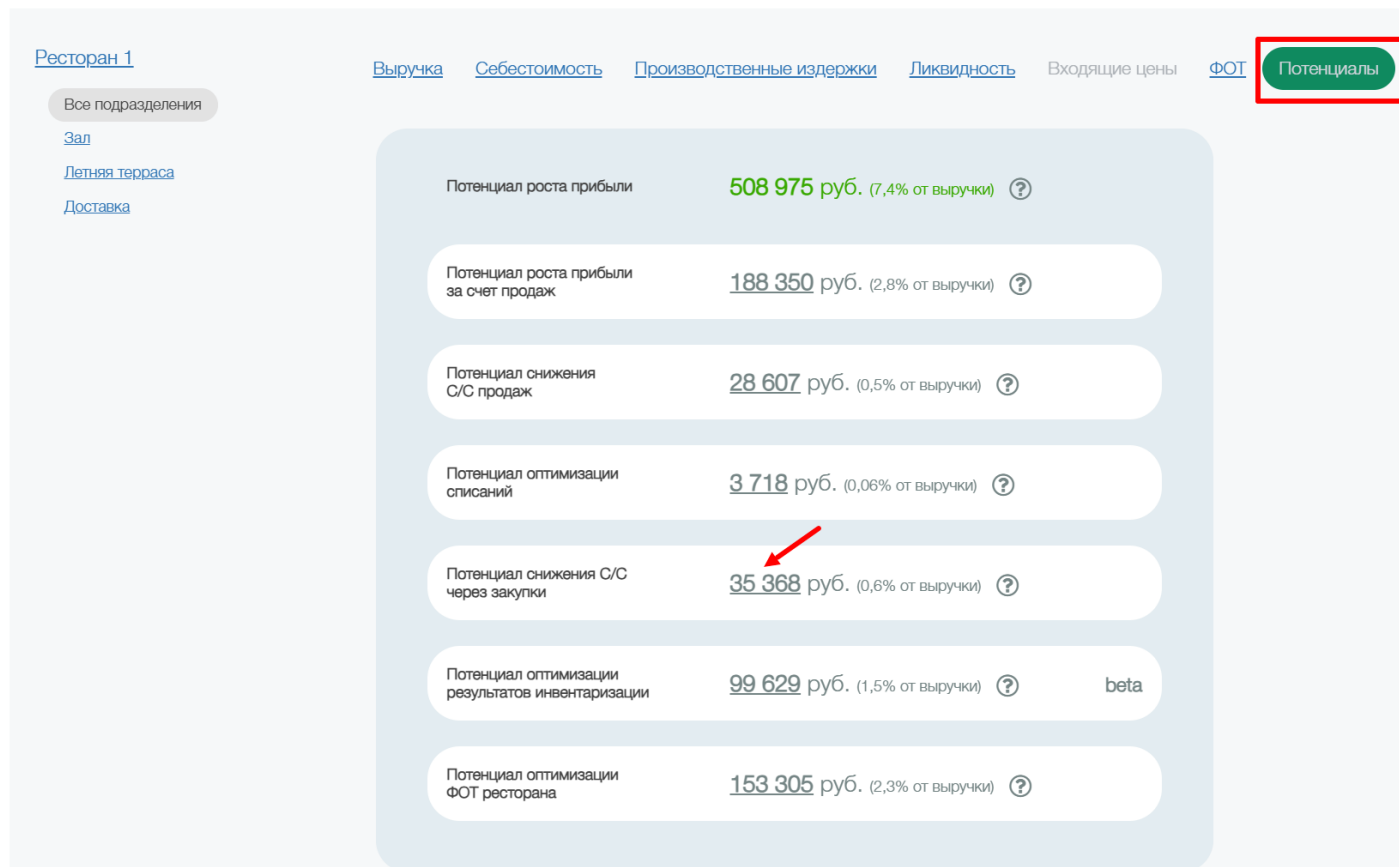 Ресторан 1
Выручка Себестоимость Производственные издержки Ликвидность Входящие цены ФОТ Потенциалы
Все подразделения
Зал
Летняя терраса
Доставка
Потенциал роста прибыли 508 975 руб. (7,4% от выручки) ?
Потенциал роста прибыли
за счет продаж
188 350 руб. (2,8% от выручки) ?
Потенциал снижения
С/С продаж
28 607 руб. (0,5% от выручки) ?
Потенциал оптимизации
списаний
3 718 руб. (0,06% от выручки) ?
Потенциал снижения С/С
через закупки
35 368 руб. (0,6% от выручки) ?
Потенциал оптимизации
результатов инвентаризации
99 629 руб. (1,5% от выручки) ? beta
Потенциал оптимизации
ФОТ ресторана
153 305 руб. (2,3% от выручки) ?